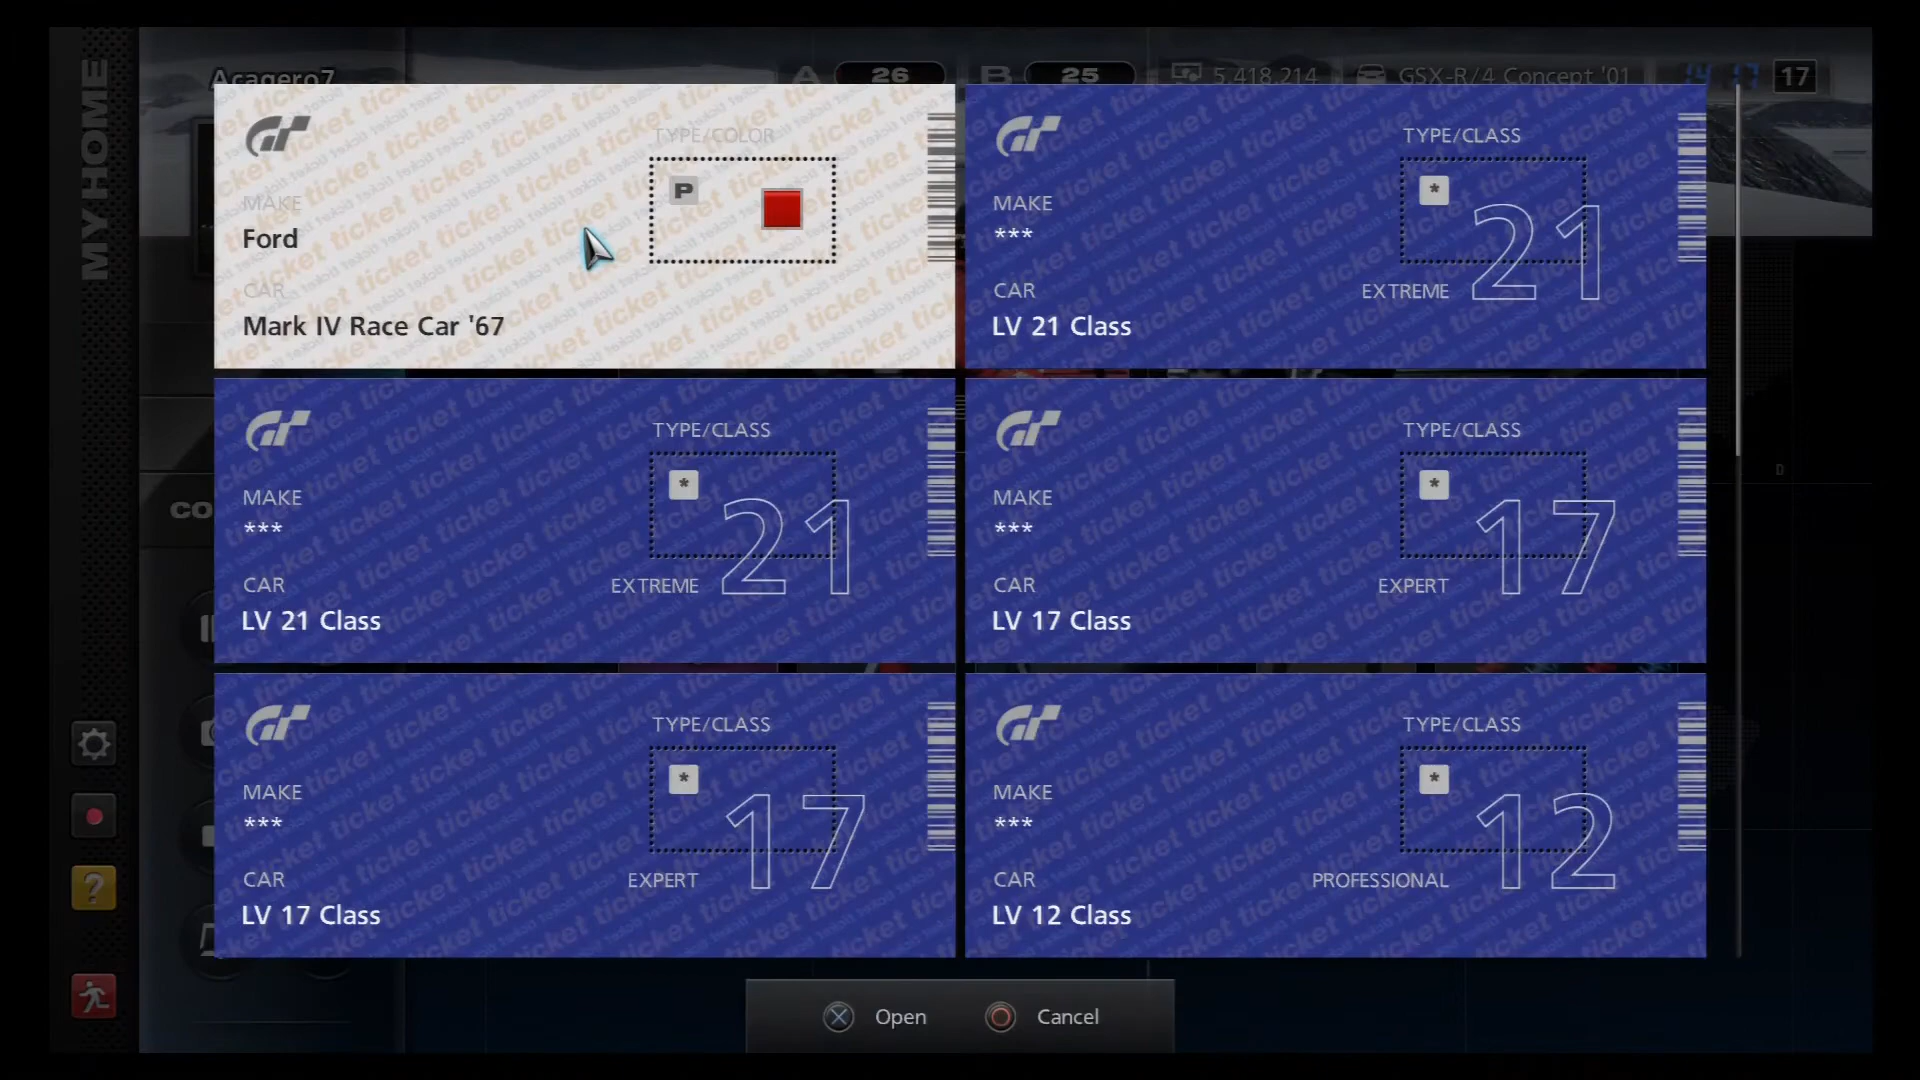 MY HOME
Acagero7
A 26
B 25
5,418,214
GSX-R/4 Concept '01
17
TYPE/COLOR
P
MAKE
Ford
CAR
Mark IV Race Car '67
TYPE/CLASS
*
MAKE
***
21
CAR
EXTREME
LV 21 Class
TYPE/CLASS
*
MAKE
***
21
CAR
EXTREME
LV 21 Class
TYPE/CLASS
*
MAKE
***
17
CAR
EXPERT
LV 17 Class
TYPE/CLASS
*
MAKE
***
17
CAR
EXPERT
LV 17 Class
TYPE/CLASS
*
MAKE
***
12
CAR
PROFESSIONAL
LV 12 Class
Open
Cancel